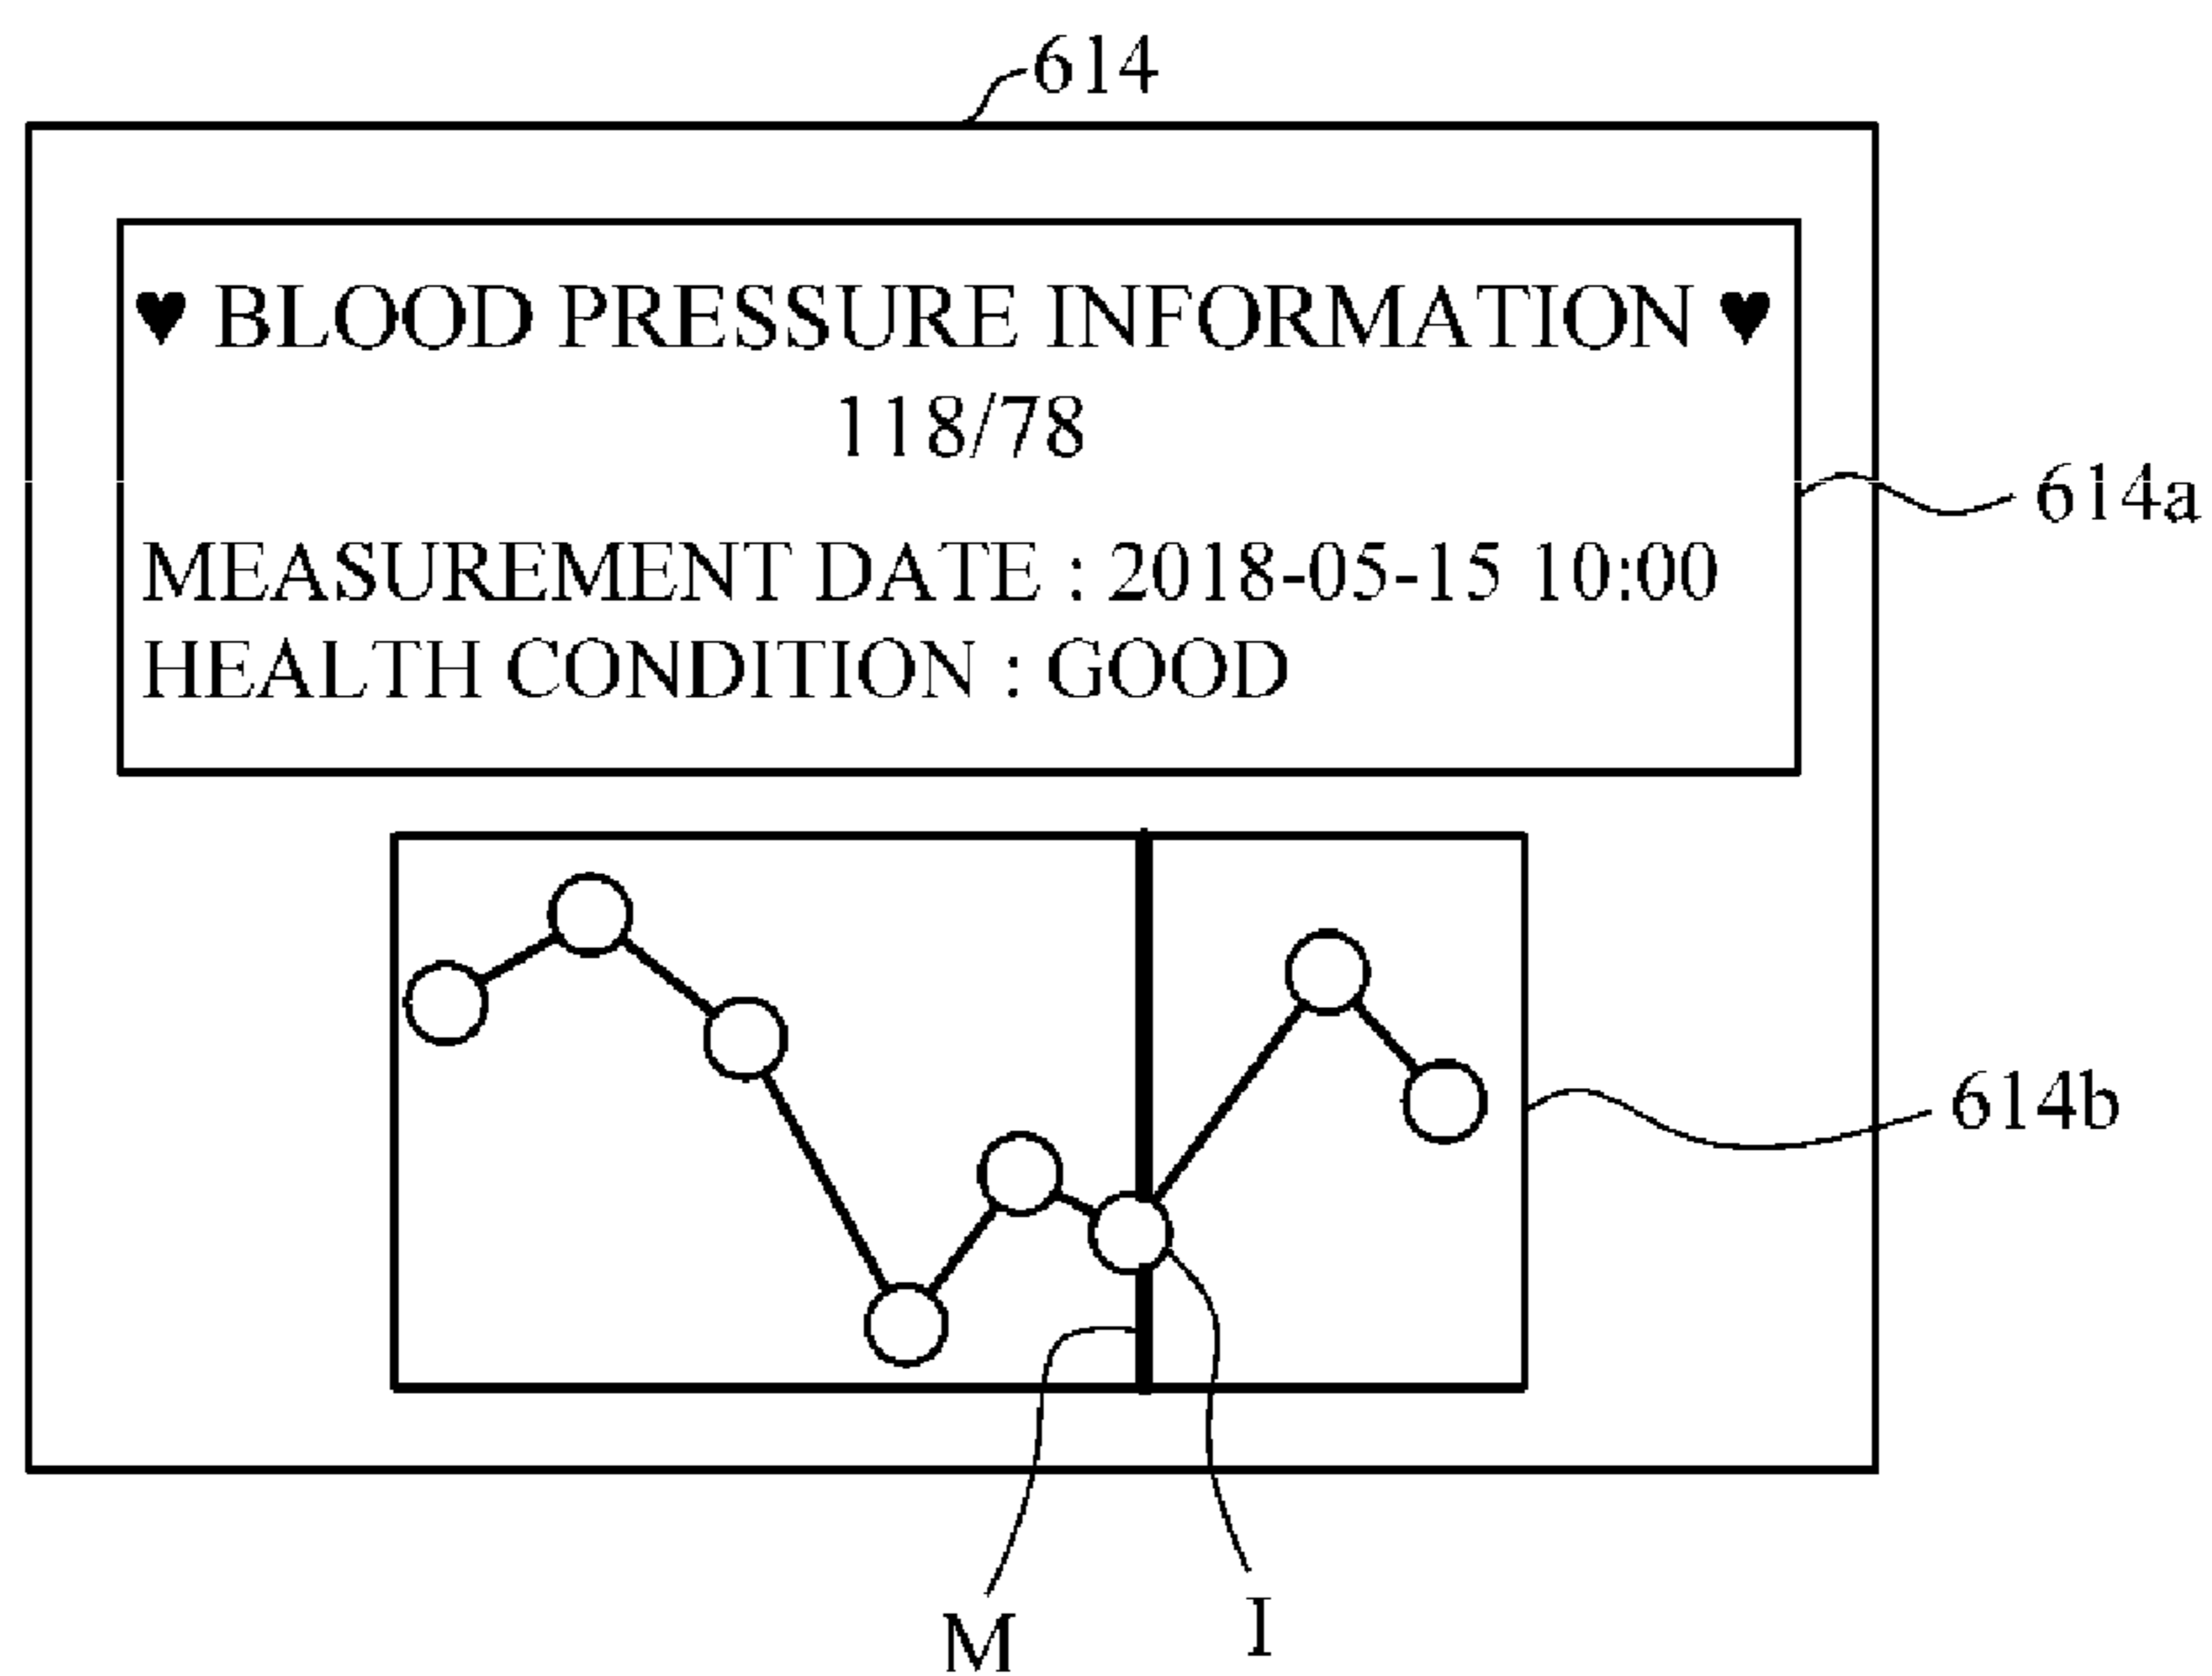 614
♥ BLOOD PRESSURE INFORMATION ♥
118/78
614a
MEASUREMENT DATE : 2018-05-15 10:00
HEALTH CONDITION : GOOD
614b
M
I